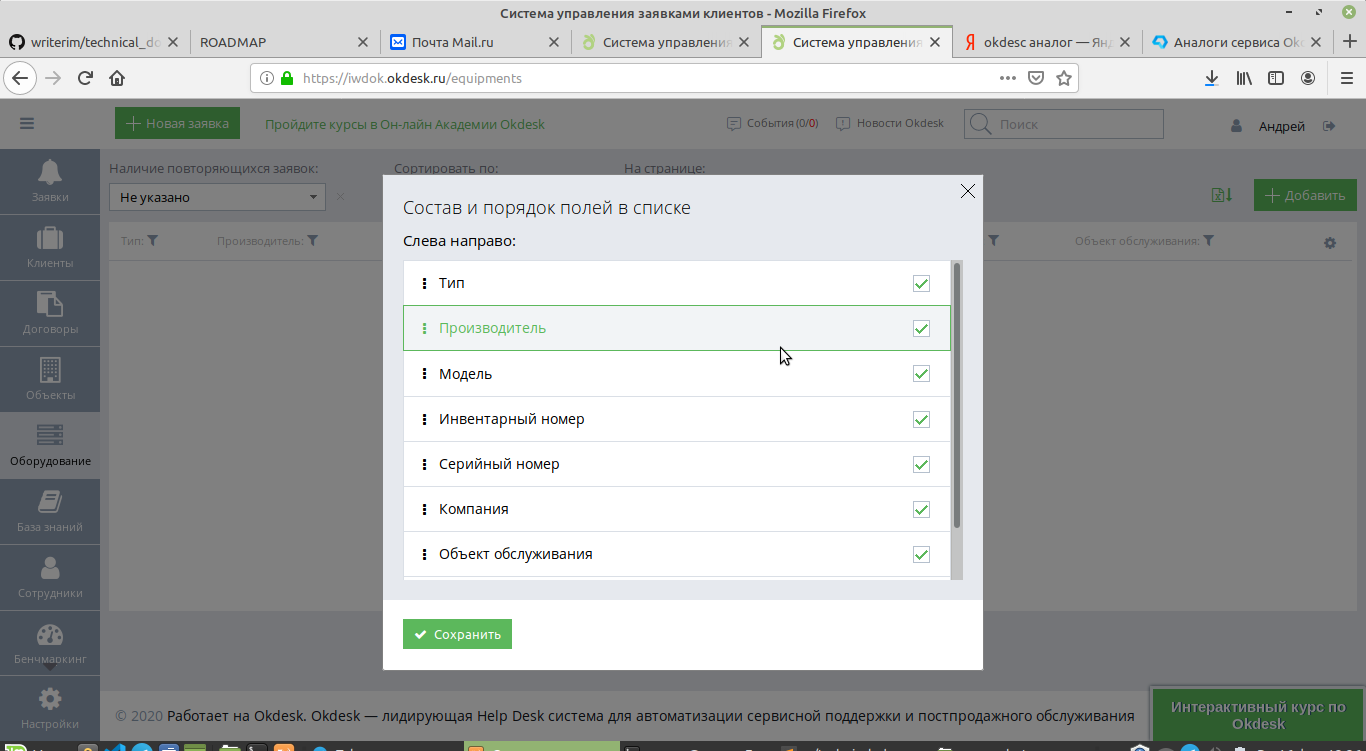 Система управления заявками клиентов - Mozilla Firefox
writerim/technical_do
ROADMAP
Почта Mail.ru
Система управления
Система управления
okdesc аналог — Янд
Аналоги сервиса Okd
https://iwdok.okdesk.ru/equipments
Новая заявка
Пройдите курсы в Он-лайн Академии Okdesk
События (0/0)
Новости Okdesk
Поиск
Андрей
Заявки
Клиенты
Договоры
Объекты
Оборудование
База знаний
Сотрудники
Бенчмаркинг
Настройки
Наличие повторяющихся заявок:
Сортировать по:
На странице:
Не указано
Добавить
Тип:
Производитель:
Объект обслуживания:
Состав и порядок полей в списке
Слева направо:
Тип
Производитель
Модель
Инвентарный номер
Серийный номер
Компания
Объект обслуживания
Сохранить
© 2020 Работает на Okdesk. Okdesk — лидирующая Help Desk система для автоматизации сервисной поддержки и постпродажного обслуживания
Интерактивный курс по
Okdesk